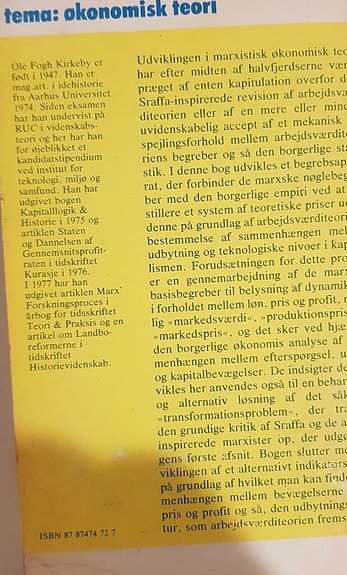 tema: økonomisk teori
Ole Fogh Kirkeby er
født i 1947. Han er
mag.art. i idehistorie
fra Aarhus Universitet
1974. Siden eksamen
har han undervist på
RUC i videnskabs-
teori og her har han
for øjeblikket et
kandidatstipendium
ved institut for
teknologi, miljø og
samfund. Han har
udgivet bogen
Kapitallogik &
Historie i 1975 og
artiklen Staten
og Dannelsen af
Gennemsnitsprofit-
raten i tidskriftet
Kurasje i 1976.
I 1977 har han
udgivet artiklen Marx'
Forskningsproces i
årbog for tidsskriftet
Teori & Praksis og en
artikel om Landbo-
reformerne i
tidskriftet
Historievidenskab.
ISBN 87 87474 72 7
Udviklingen i marxistisk økonomisk teo
har efter midten af halvfjerdserne vær
præget af enten kapitulation overfor d
Sraffa-inspirerede revision af arbejdsvæ
diteorien eller af en mere eller mind
uvidenskabelig accept af et mekanisk
spejlingsforhold mellem arbejdsværdite
riens begreber og så den borgerlige sta
stik. I denne bog udvikles et begrebsap
rat, der forbinder de marxske nøglebeg
ber med den borgerlige empiri ved at
stillere et system af teoretiske priser ud
denne på grundlag af arbejdsværditeori
bestemmelse af sammenhængen mel
udbytning og teknologiske nivoer i kap
lismen. Forudsætningen for dette pro
er en gennemarbejdning af de marx
basisbegreber til belysning af dynamik
i forholdet mellem løn, pris og profit, n
lig »markedsværdi«, »produktionspris
»markedspris«, og det sker ved hjæ
den borgerlige økonomis analyse af
menhængen mellem efterspørgsel, u
og kapitalbevægelser. De indsigter de
vikles her anvendes også til en behan
og alternativ løsning af det såk
»transformationsproblem«, der tra
den grundige kritik af Sraffa og de a
inspirerede marxister op, der udgø
gens første afsnit. Bogen slutter me
viklingen af et alternativt indikators
på grundlag af hvilket man kan finde
menhængen mellem bevægelserne
pris og profit og så, den udbytnings
tur, som arbejdsværditeorien frems